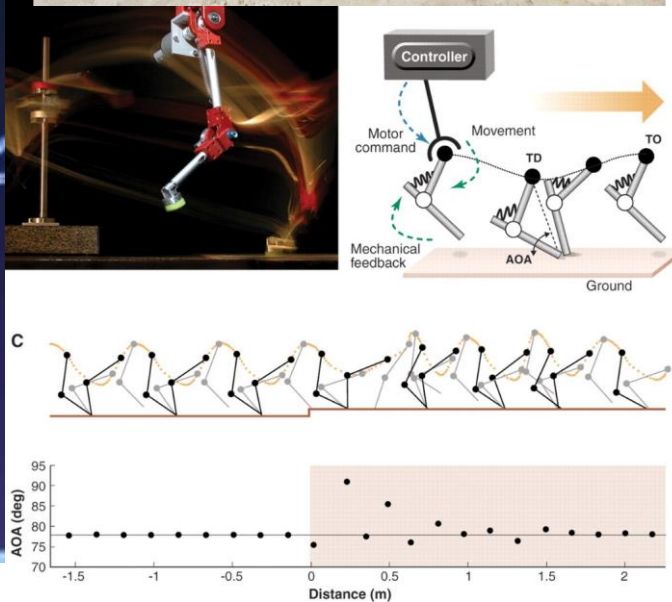 Controller
Motor
command
Movement
TD
TO
Mechanical
feedback
AOA
Ground
C
AOA (deg)
95
90
85
80
75
70
-1.5
-1
-0.5
0
0.5
1
1.5
2
Distance (m)